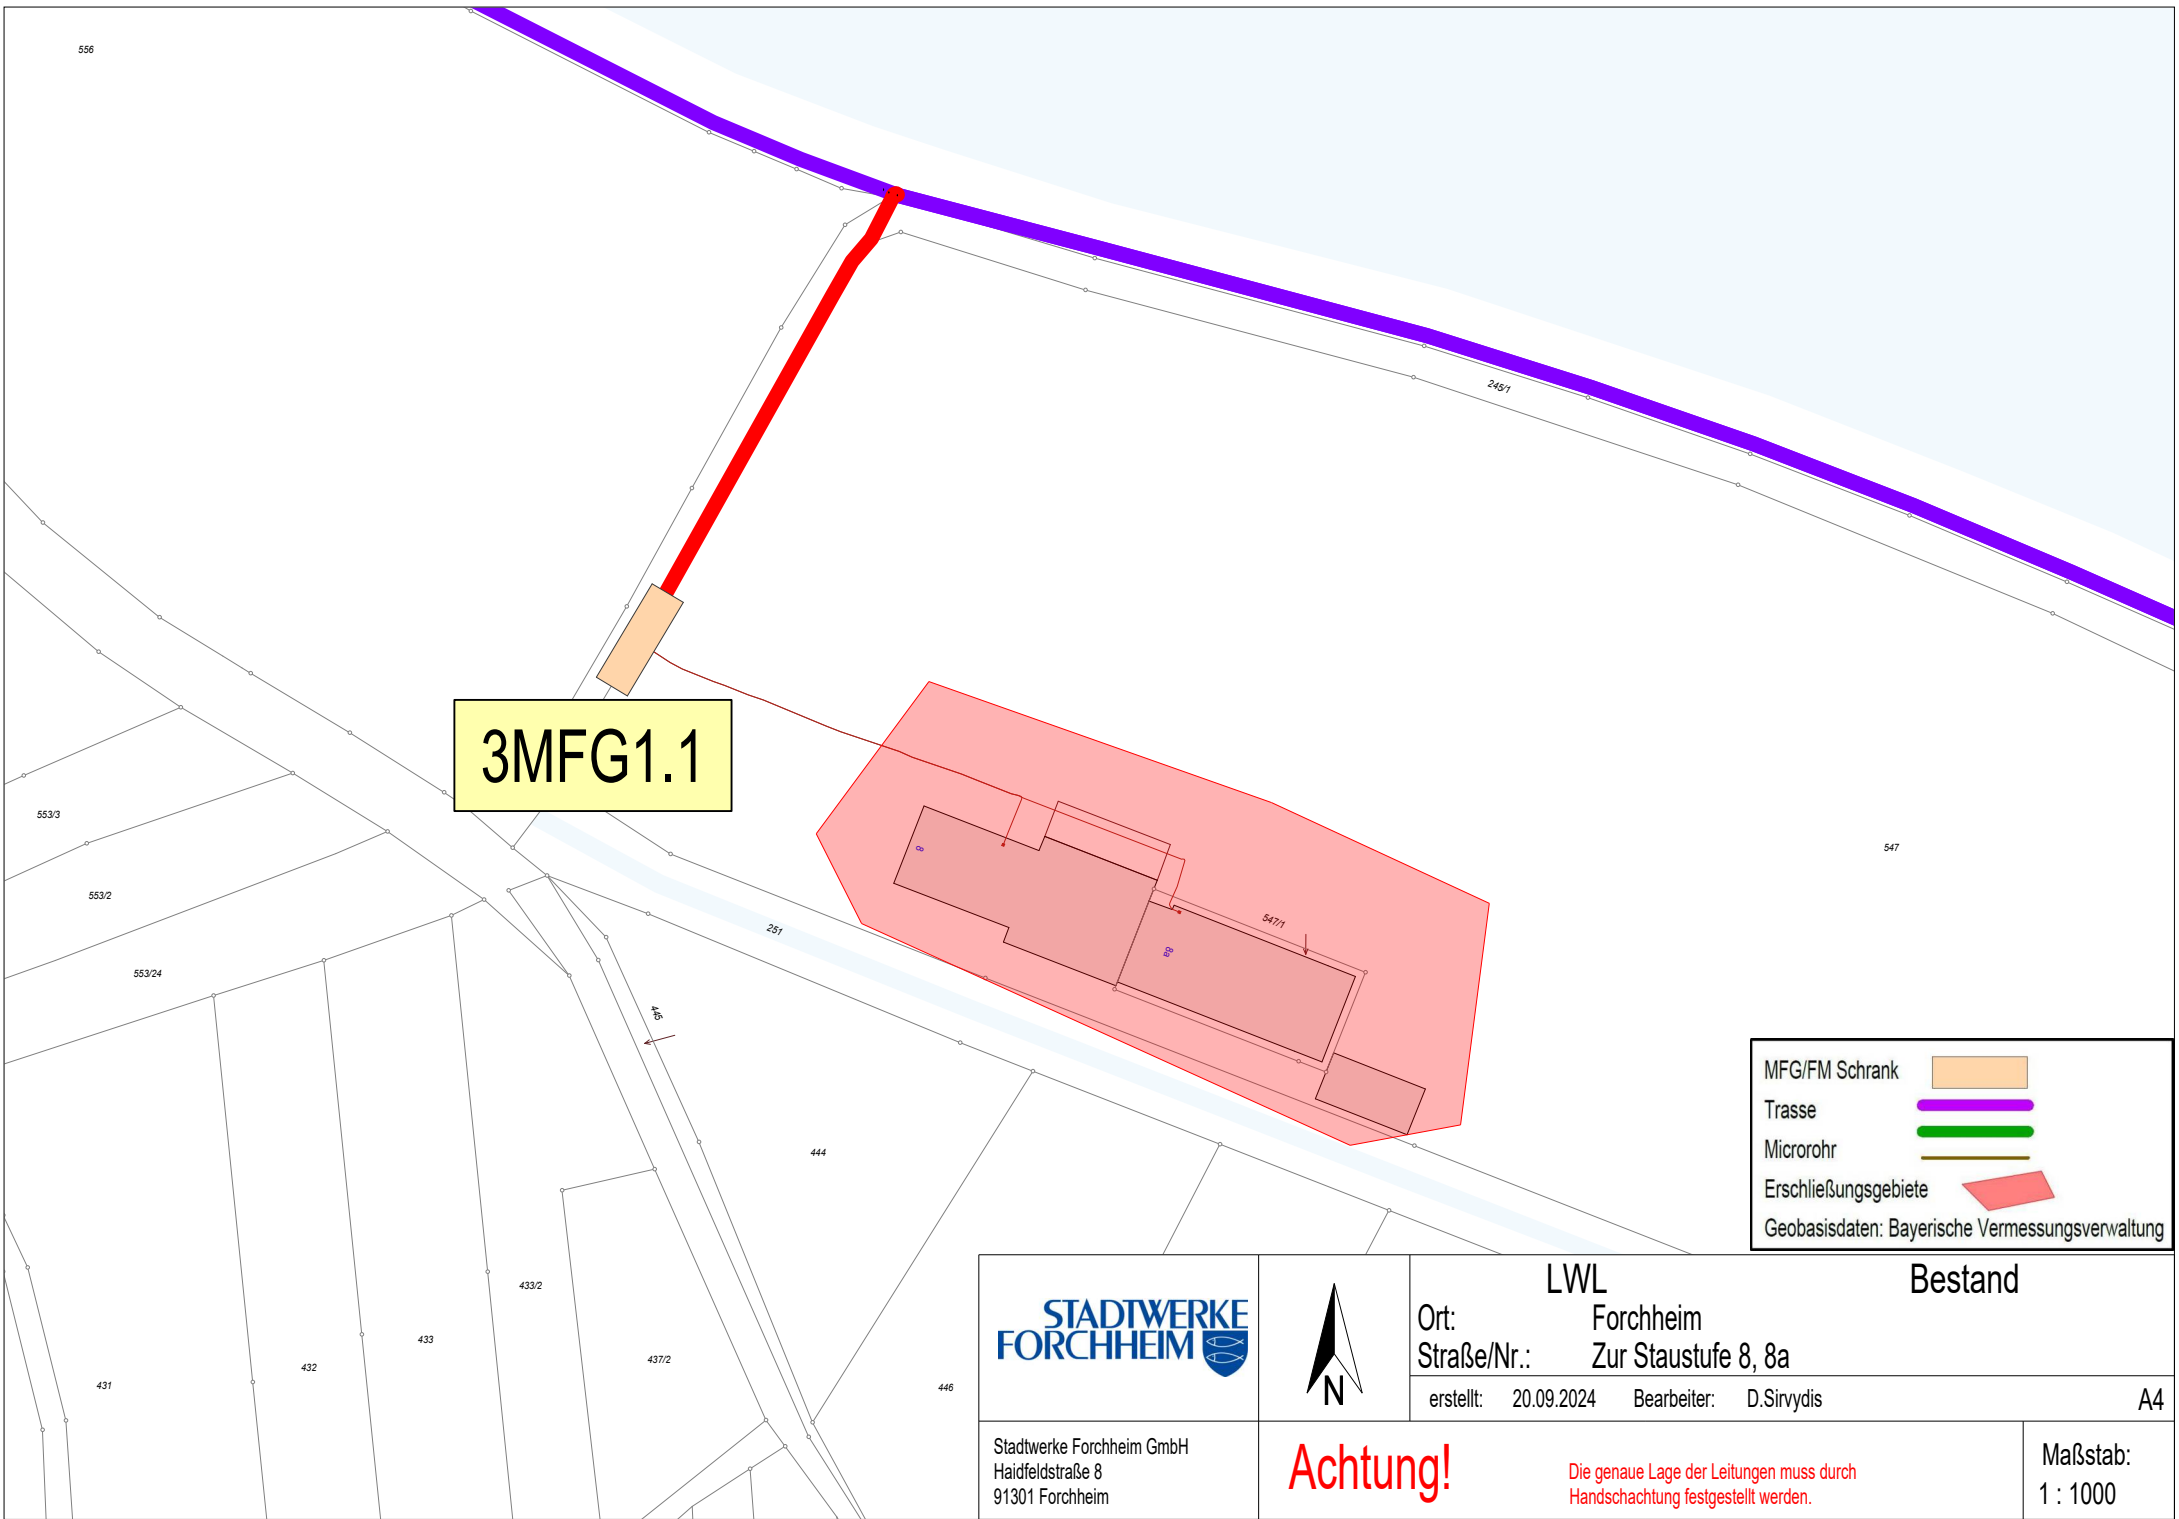 556
245/1
3MFG1.1
553/3
553/2
553/24
8
547/1
8a
547
251
445
444
433/2
433
432
431
437/2
446
MFG/FM Schrank
Trasse
Microrohr
Erschließungsgebiete
Geobasisdaten: Bayerische Vermessungsverwaltung
STADTWERKE
FORCHHEIM
N
LWL Bestand
Ort: Forchheim
Straße/Nr.: Zur Staustufe 8, 8a
erstellt: 20.09.2024 Bearbeiter: D.Sirvydis A4
Stadtwerke Forchheim GmbH
Haidfeldstraße 8
91301 Forchheim
Achtung!
Die genaue Lage der Leitungen muss durch
Handschachtung festgestellt werden.
Maßstab:
1 : 1000